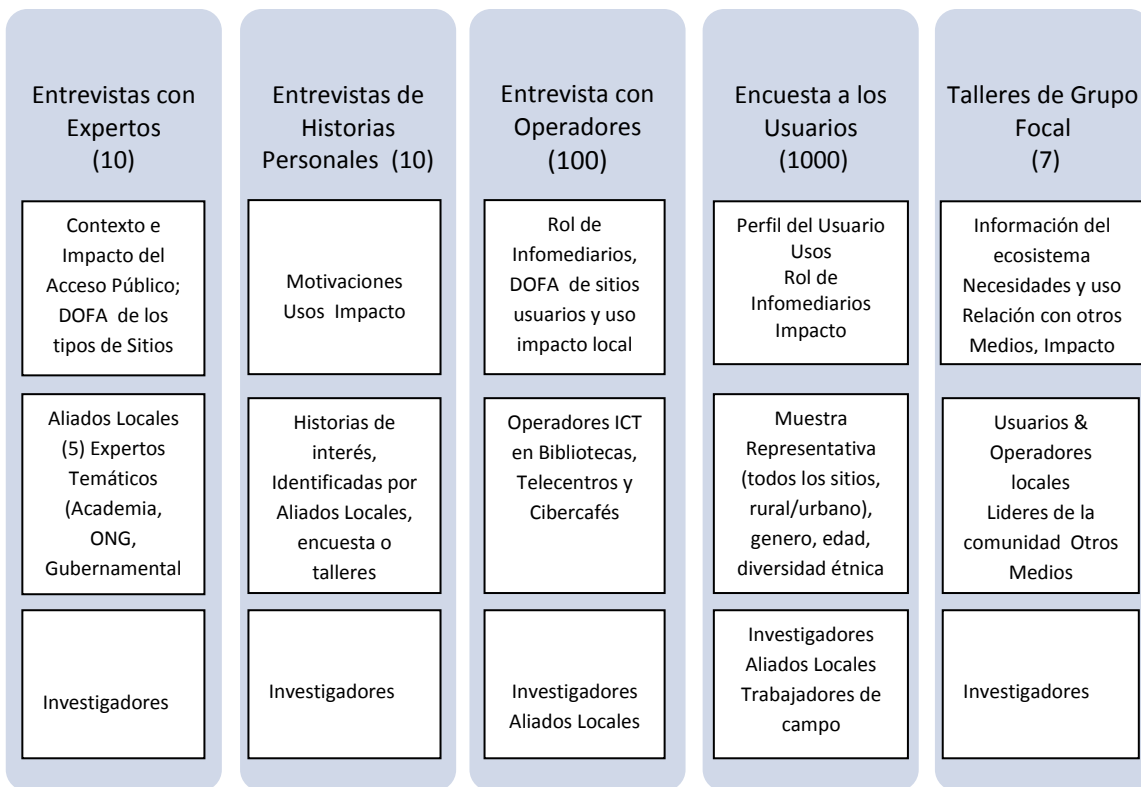 Entrevistas con
Expertos
(10)
Contexto e
Impacto del
Acceso Público;
DOFA de los
tipos de Sitios
Aliados Locales
(5) Expertos
Temáticos
(Academia,
ONG,
Gubernamental
Investigadores
Entrevistas de
Historias
Personales (10)
Motivaciones
Usos Impacto
Historias de
interés,
Identificadas por
Aliados Locales,
encuesta o
talleres
Investigadores
Entrevista con
Operadores
(100)
Rol de
Infomediarios,
DOFA de sitios
usuarios y uso
impacto local
Operadores ICT
en Bibliotecas,
Telecentros y
Cibercafés
Investigadores
Aliados Locales
Encuesta a los
Usuarios
(1000)
Perfil del Usuario
Usos
Rol de
Infomediarios
Impacto
Muestra
Representativa
(todos los sitios,
rural/urbano),
genero, edad,
diversidad étnica
Investigadores
Aliados Locales
Trabajadores de
campo
Talleres de Grupo
Focal
(7)
Información del
ecosistema
Necesidades y uso
Relación con otros
Medios, Impacto
Usuarios &
Operadores
locales
Lideres de la
comunidad Otros
Medios
Investigadores